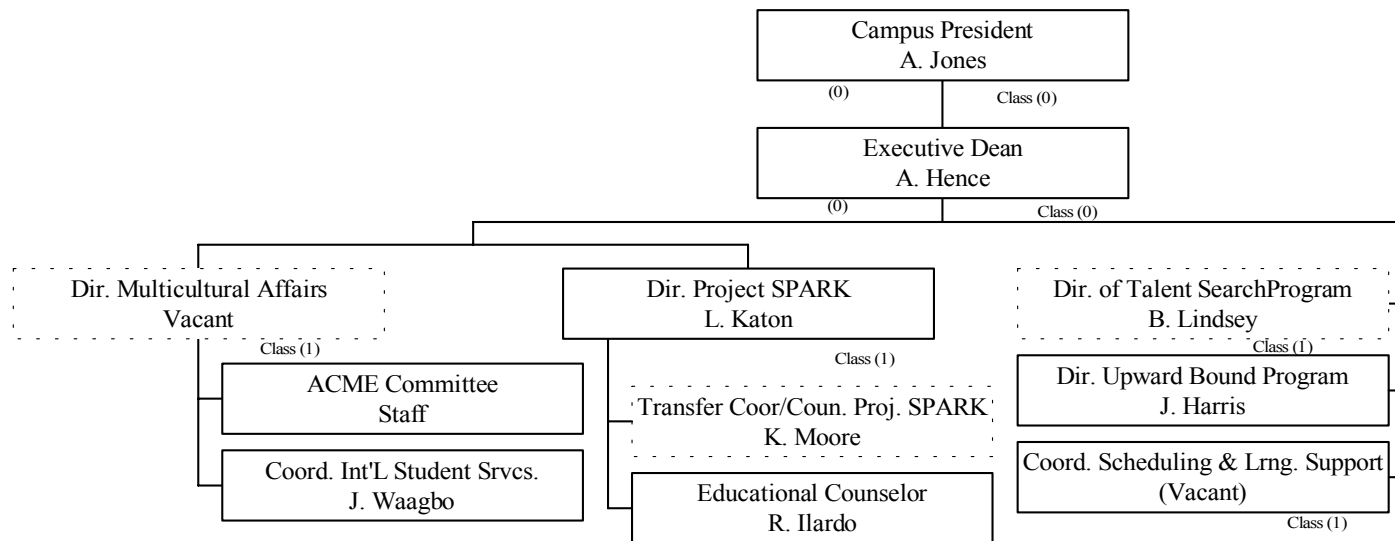 Campus President
A. Jones
(0) Class (0)
Executive Dean
A. Hence
(0) Class (0)
Dir. Multicultural Affairs
Vacant
Class (1)
ACME Committee
Staff
Coord. Int'L Student Srvcs.
J. Waagbo
Dir. Project SPARK
L. Katon
Class (1)
Transfer Coor/Coun. Proj. SPARK
K. Moore
Educational Counselor
R. Ilardo
Dir. of Talent SearchProgram
B. Lindsey
Class (1)
Dir. Upward Bound Program
J. Harris
Coord. Scheduling & Lrng. Support
(Vacant)
Class (1)